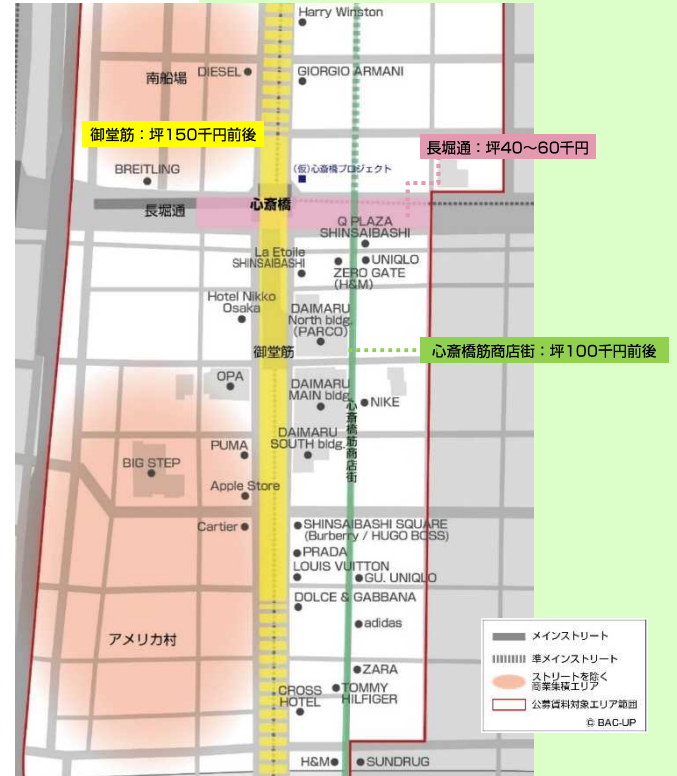 Harry Winston
南船場
DIESEL
GIORGIO ARMANI
御堂筋：坪150千円前後
長堀通：坪40～60千円
BREITLING
(仮)心斎橋プロジェクト
長堀通
心斎橋
Q PLAZA
SHINSAIBASHI
La Etoile
SHINSAIBASHI
UNIQLO
ZERO GATE
(H&M)
Hotel Nikko
Osaka
DAIMARU
North bldg.
(PARCO)
御堂筋
心斎橋筋商店街：坪100千円前後
OPA
DAIMARU
MAIN bldg.
NIKE
心斎橋筋商店街
DAIMARU
SOUTH bldg.
PUMA
BIG STEP
Apple Store
Cartier
SHINSAIBASHI SQUARE
(Burberry / HUGO BOSS)
PRADA
LOUIS VUITTON
GU. UNIQLO
DOLCE & GABBANA
adidas
アメリカ村
ZARA
CROSS
HOTEL
TOMMY
HILFIGER
H&M
SUNDRUG
メインストリート
準メインストリート
ストリートを除く
商業集積エリア
公募賃料対象エリア範囲
© BAC-UP